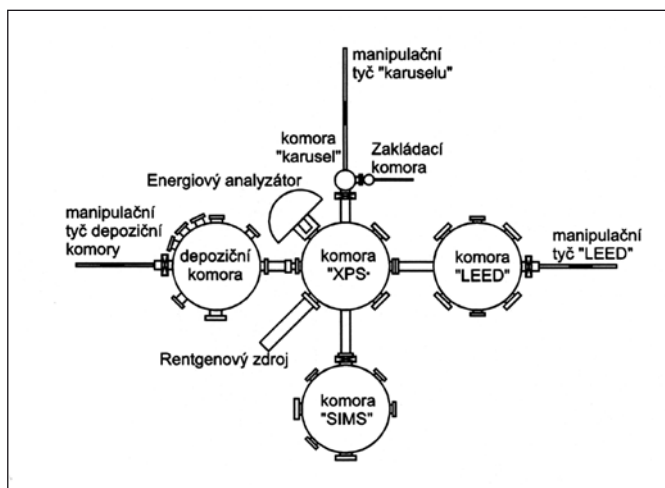 manipulační
tyč "karuselu"
komora
"karusel"
Zakládací
komora
Energiový analyzátor
manipulační
tyč depoziční
komory
depoziční
komora
komora
"XPS"
komora
"LEED"
manipulační
tyč "LEED"
Rentgenový zdroj
komora
"SIMS"